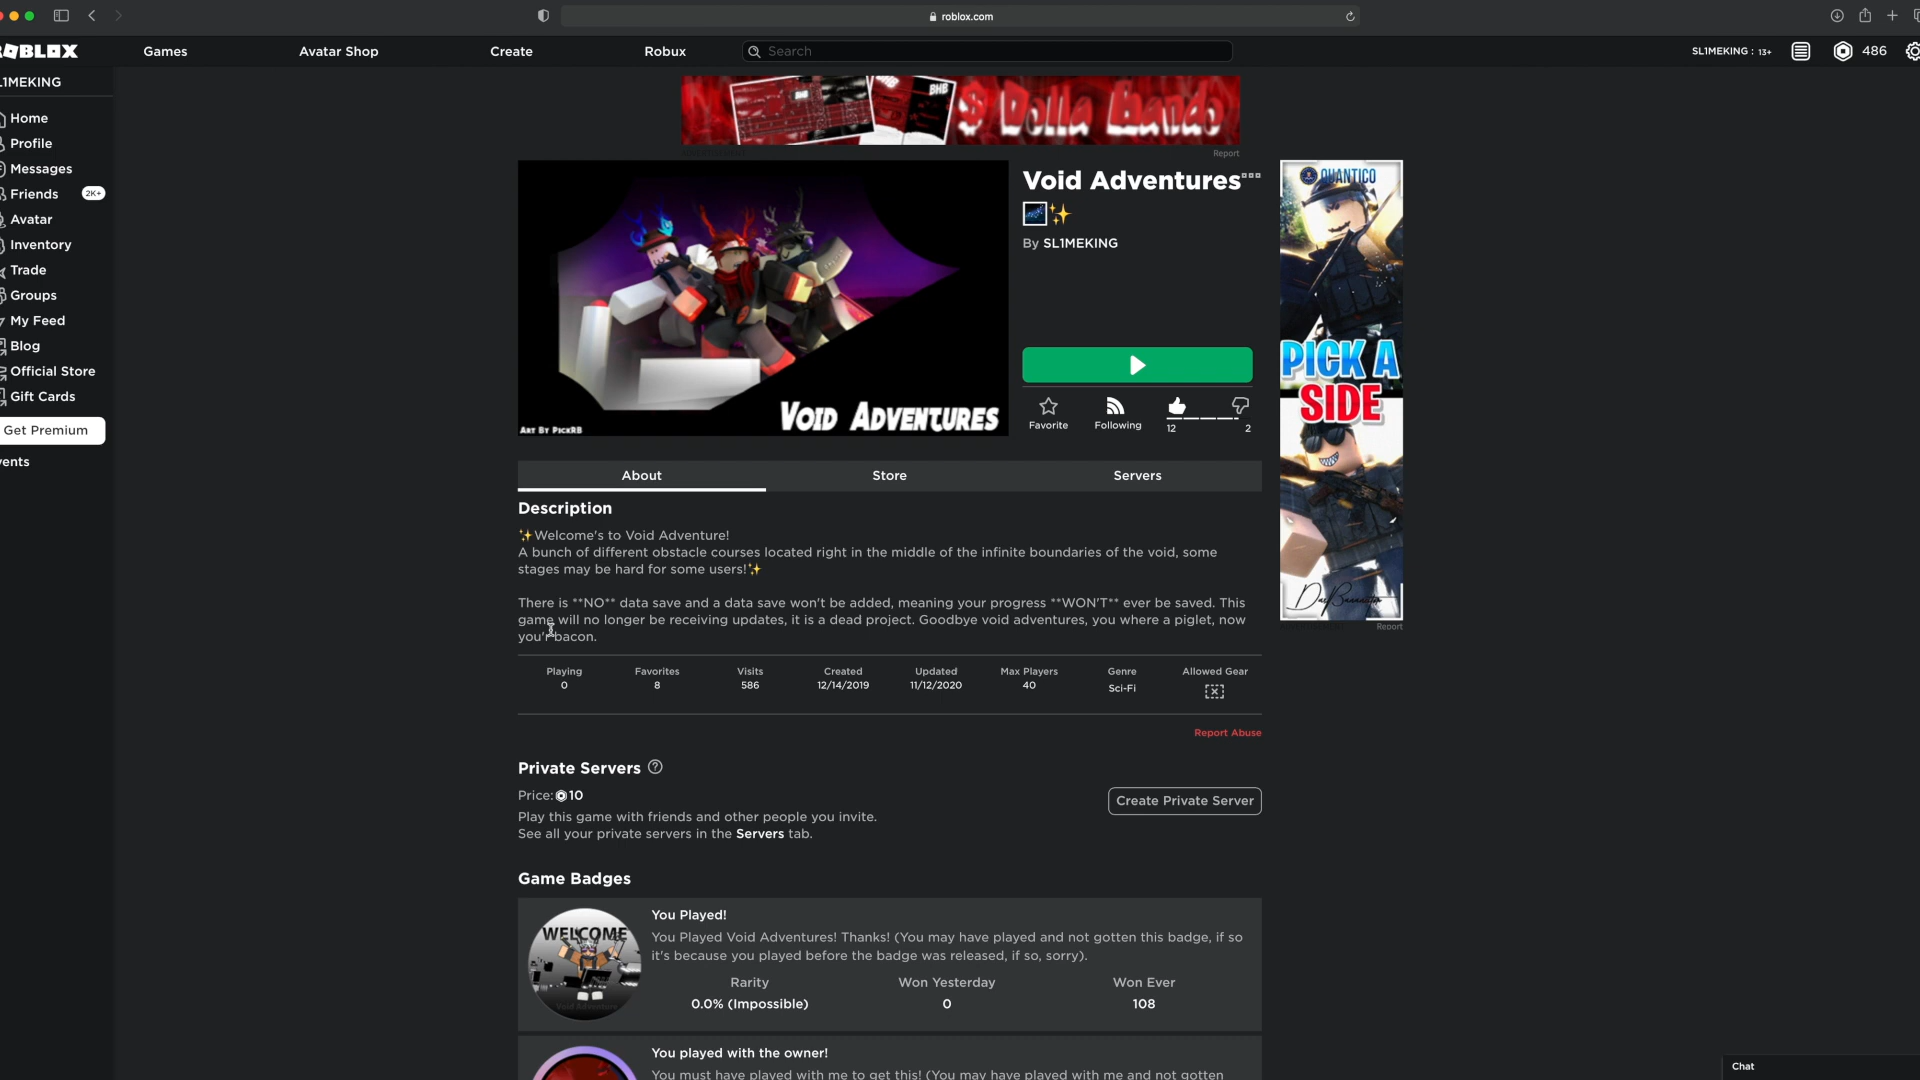 roblox.com
ROBLOX
Games
Avatar Shop
Create
Robux
Search
SL1MEKING : 13+
486
L1MEKING
Home
Profile
Messages
Friends 2K+
Avatar
Inventory
Trade
Groups
My Feed
Blog
Official Store
Gift Cards
Get Premium
vents
BHB
BHB
$ Dolla Bando
Report
ART BY PICKRB
VOID ADVENTURES
Void Adventures
By SL1MEKING
Favorite
Following
12
2
QUANTICO
PICK A
SIDE
Report
About
Store
Servers
Description
✨Welcome's to Void Adventure!
A bunch of different obstacle courses located right in the middle of the infinite boundaries of the void, some
stages may be hard for some users!✨
There is **NO** data save and a data save won't be added, meaning your progress **WON'T** ever be saved. This
game will no longer be receiving updates, it is a dead project. Goodbye void adventures, you where a piglet, now
you'r bacon.
Playing Favorites Visits Created Updated Max Players Genre Allowed Gear
0 8 586 12/14/2019 11/12/2020 40 Sci-Fi
Report Abuse
Private Servers
Price: 10
Create Private Server
Play this game with friends and other people you invite.
See all your private servers in the Servers tab.
Game Badges
WELCOME
You Played!
You Played Void Adventures! Thanks! (You may have played and not gotten this badge, if so
it's because you played before the badge was released, if so, sorry).
Rarity Won Yesterday Won Ever
0.0% (Impossible) 0 108
You played with the owner!
You must have played with me to get this! (You may have played with me and not gotten
Chat